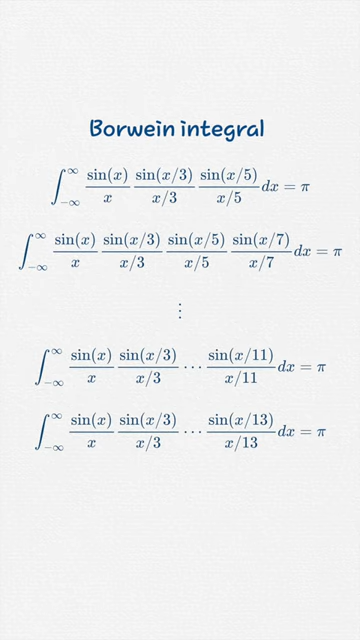 Borwein integral
∫_{-∞}^{∞} sin(x)/x sin(x/3)/(x/3) sin(x/5)/(x/5) dx = π
∫_{-∞}^{∞} sin(x)/x sin(x/3)/(x/3) sin(x/5)/(x/5) sin(x/7)/(x/7) dx = π
⋮
∫_{-∞}^{∞} sin(x)/x sin(x/3)/(x/3) ⋯ sin(x/11)/(x/11) dx = π
∫_{-∞}^{∞} sin(x)/x sin(x/3)/(x/3) ⋯ sin(x/13)/(x/13) dx = π